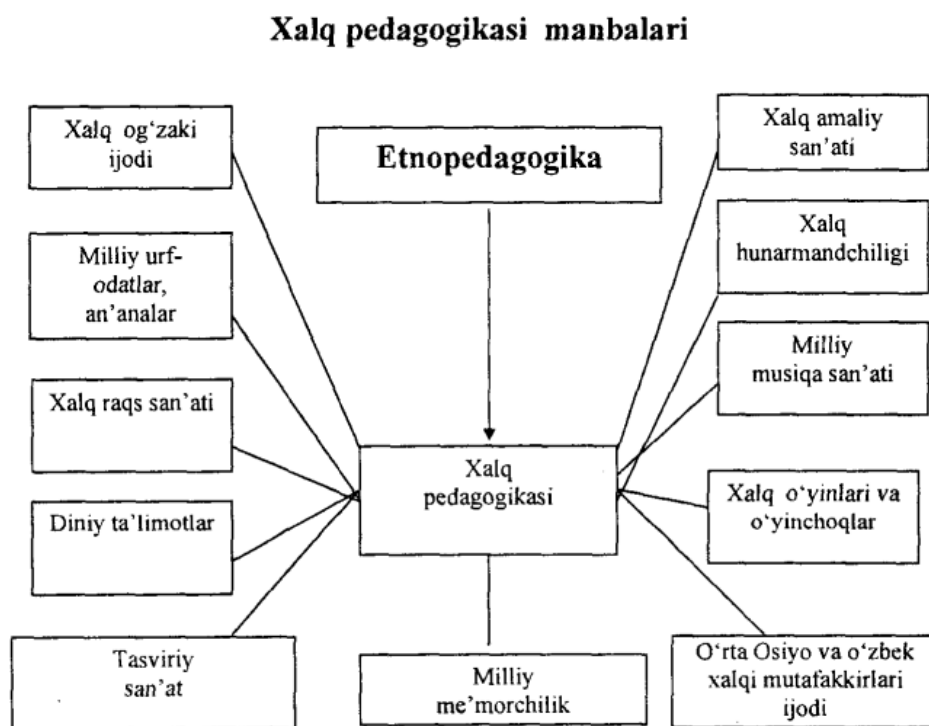 Xalq pedagogikasi manbalari
Xalq og‘zaki
ijodi
Etnopedagogika
Xalq amaliy
san’ati
Milliy urf-
odatlar,
an’analar
Xalq
hunarmandchiligi
Milliy
musiqa san’ati
Xalq raqs san’ati
Xalq
pedagogikasi
Xalq o‘yinlari va
o‘yinchoqlar
Diniy ta’limotlar
Tasviriy
san’at
Milliy
me’morchilik
O‘rta Osiyo va o‘zbek
xalqi mutafakkirlari
ijodi